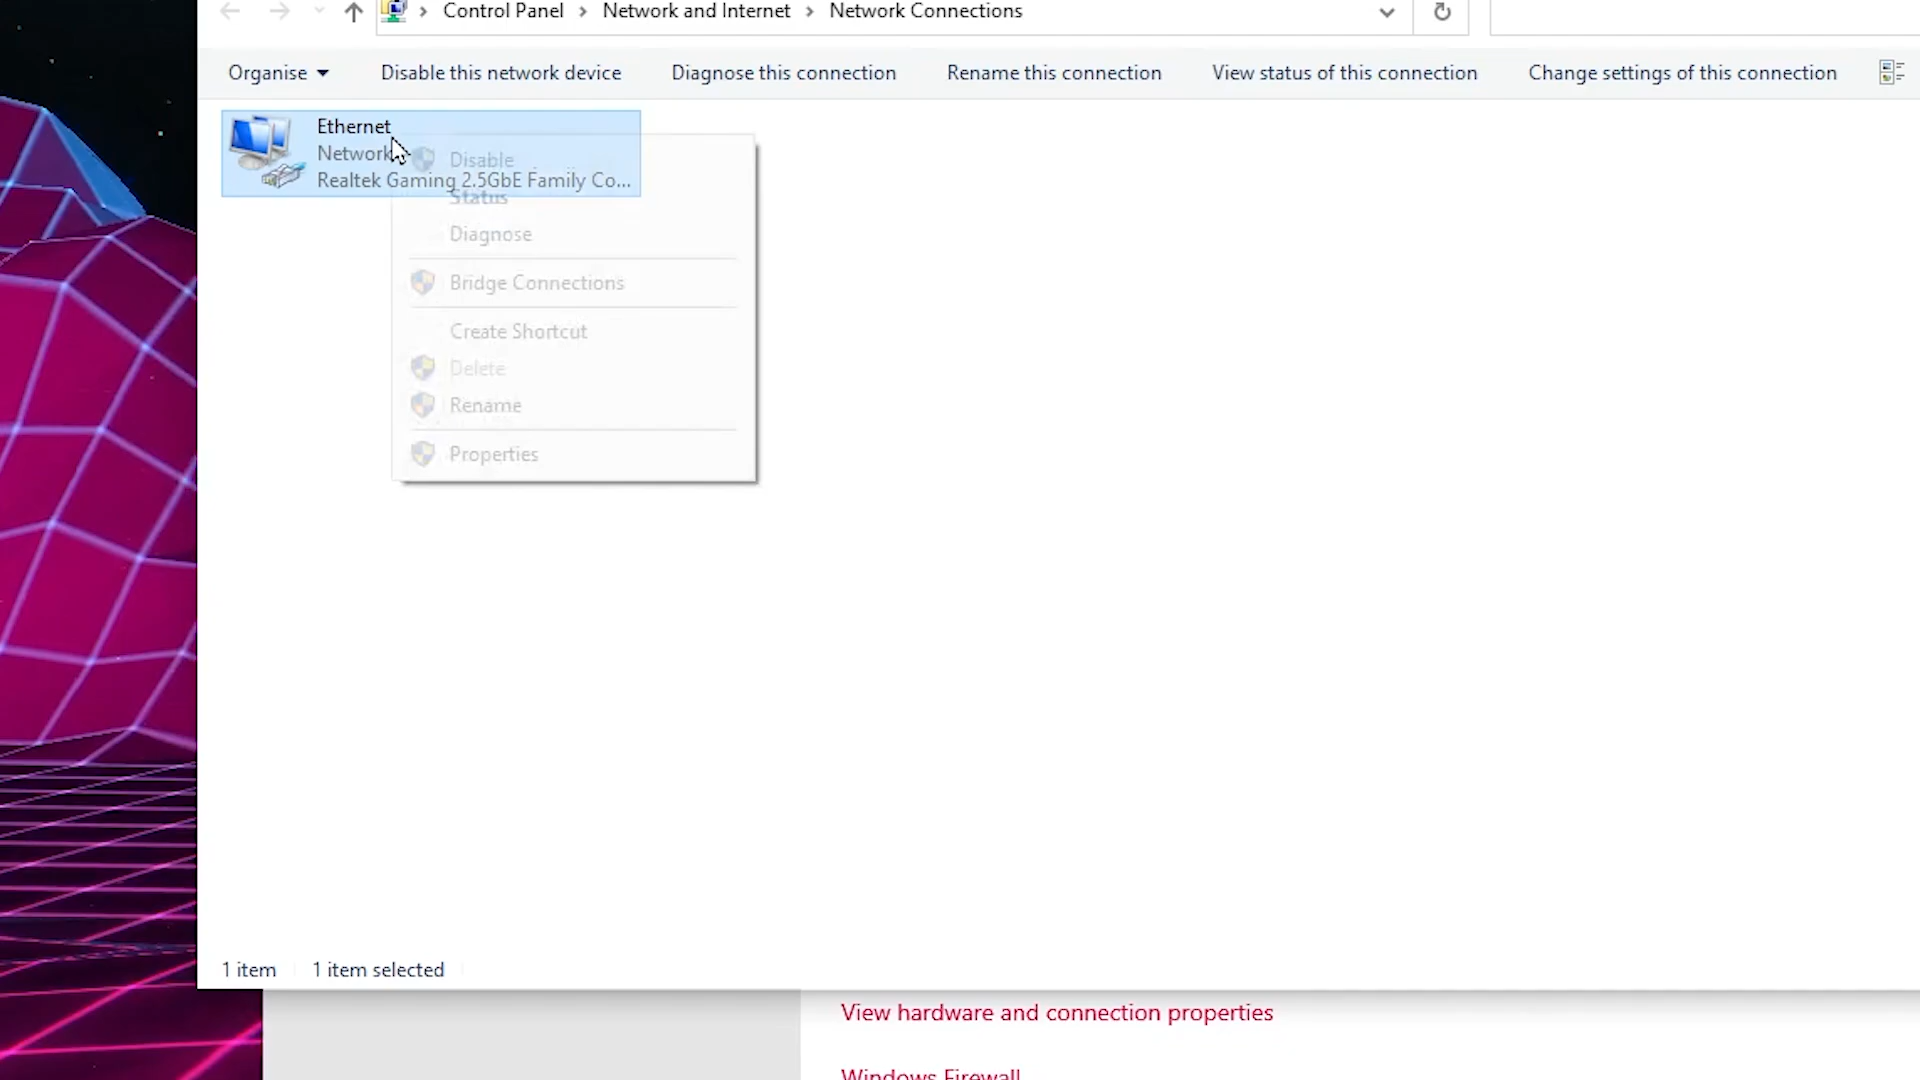 Control Panel > Network and Internet > Network Connections
Organise Disable this network device Diagnose this connection Rename this connection View status of this connection Change settings of this connection
Ethernet
Network
Realtek Gaming 2.5GbE Family Co...
Disable
Status
Diagnose
Bridge Connections
Create Shortcut
Delete
Rename
Properties
1 item 1 item selected
View hardware and connection properties
Windows Firewall